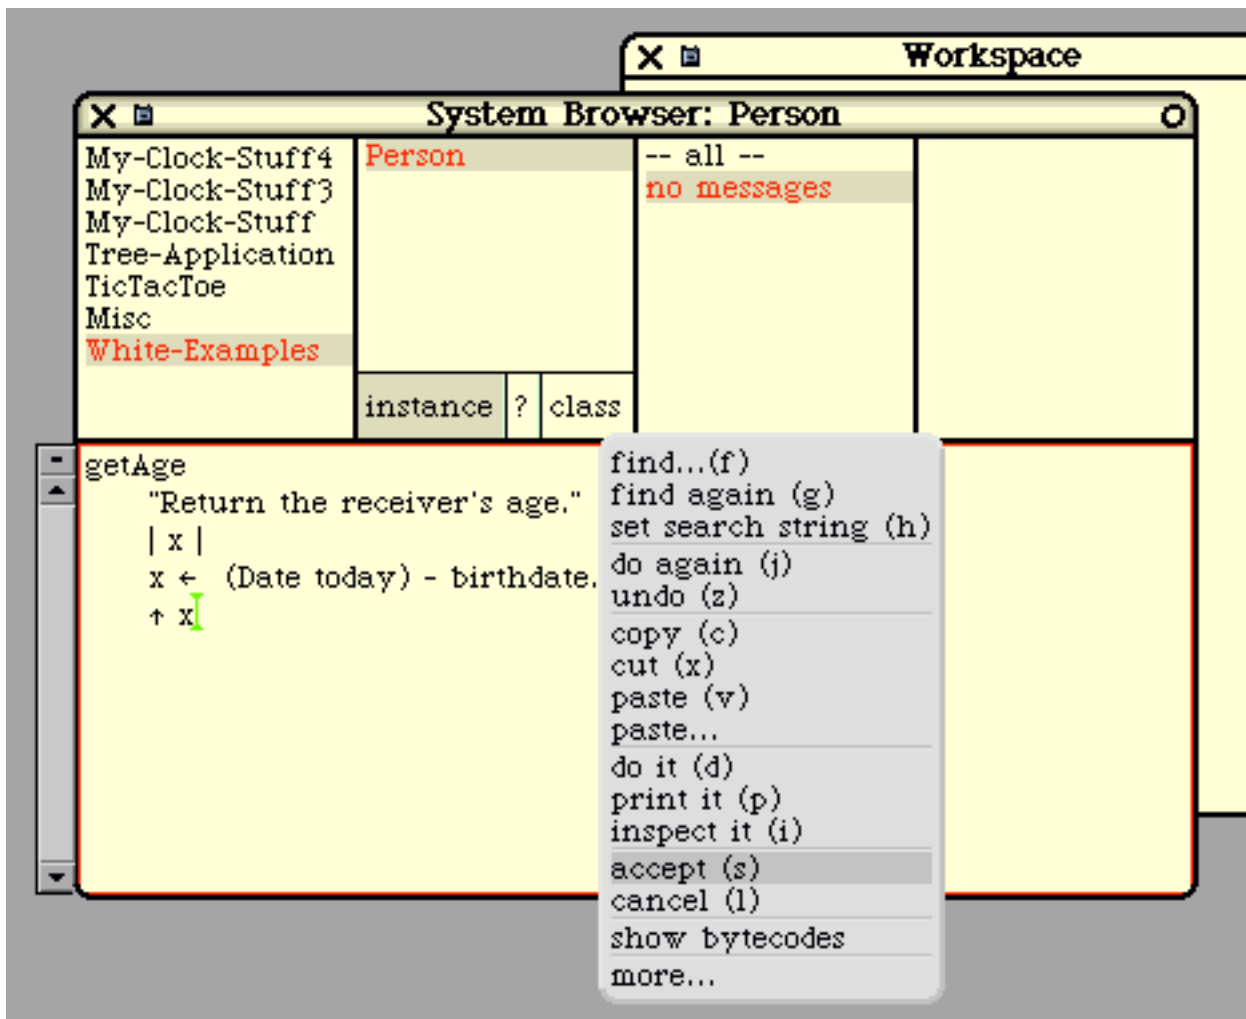 Workspace
System Browser: Person
My-Clock-Stuff4
My-Clock-Stuff3
My-Clock-Stuff
Tree-Application
TicTacToe
Misc
White-Examples
Person
instance ? class
-- all --
no messages
getAge
"Return the receiver's age."
| x |
x ← (Date today) - birthdate.
↑ x
find...(f)
find again (g)
set search string (h)
do again (j)
undo (z)
copy (c)
cut (x)
paste (v)
paste...
do it (d)
print it (p)
inspect it (i)
accept (s)
cancel (l)
show bytecodes
more...